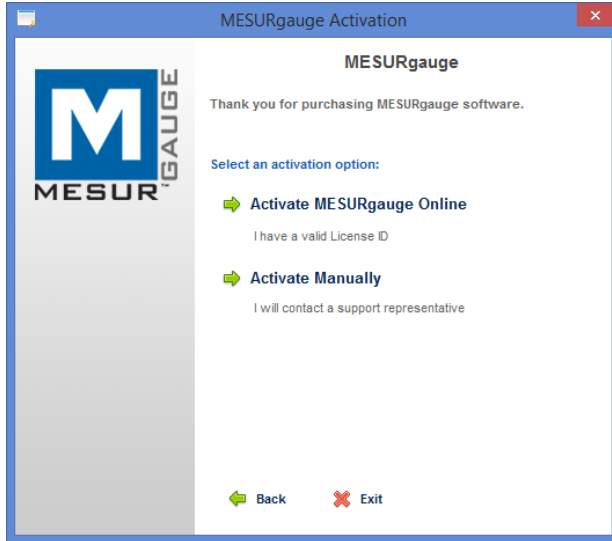 MESURgauge Activation
M
GAUGE
MESUR™
MESURgauge
Thank you for purchasing MESURgauge software.
Select an activation option:
Activate MESURgauge Online
I have a valid License ID
Activate Manually
I will contact a support representative
Back
Exit